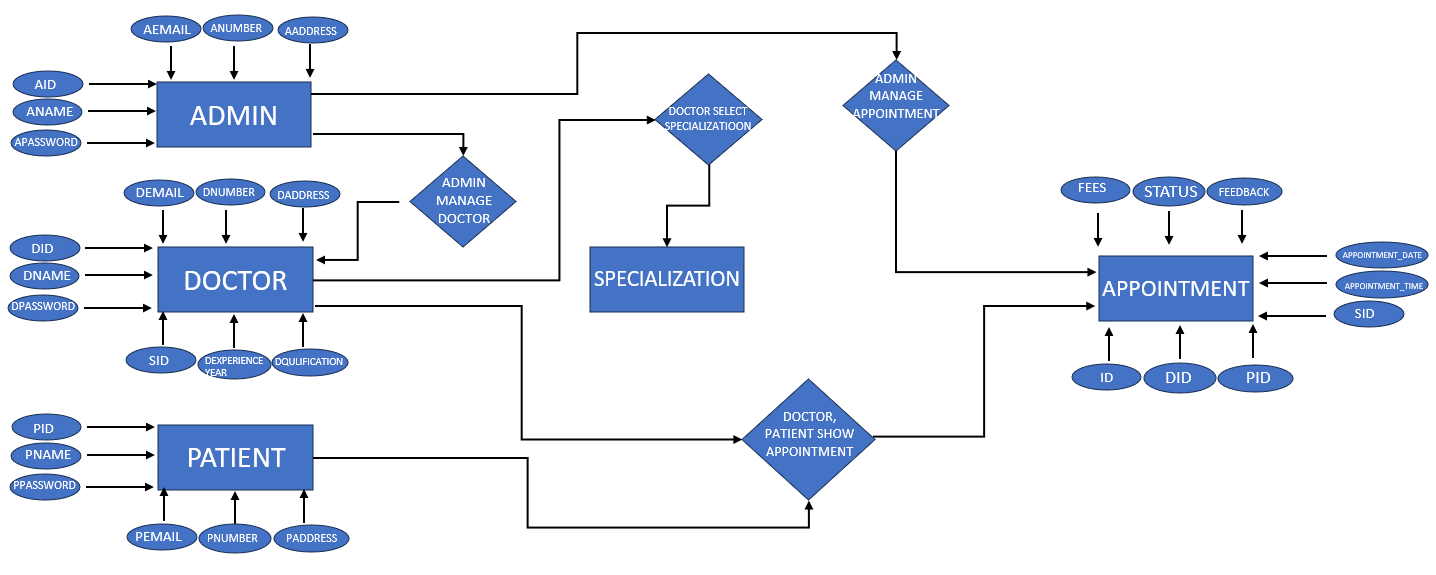 AEMAIL
ANUMBER
AADDRESS
AID
ANAME
APASSWORD
ADMIN
ADMIN
MANAGE
DOCTOR
DOCTOR SELECT
SPECIALIZATIOON
ADMIN
MANAGE
APPOINTMENT
DEMAIL
DNUMBER
DADDRESS
DID
DNAME
DPASSWORD
DOCTOR
SID
DEXPERIENCE
YEAR
DQULIFICATION
SPECIALIZATION
FEES
STATUS
FEEDBACK
APPOINTMENT
APPOINTMENT_DATE
APPOINTMENT_TIME
SID
ID
DID
PID
PID
PNAME
PPASSWORD
PATIENT
PEMAIL
PNUMBER
PADDRESS
DOCTOR,
PATIENT SHOW
APPOINTMENT